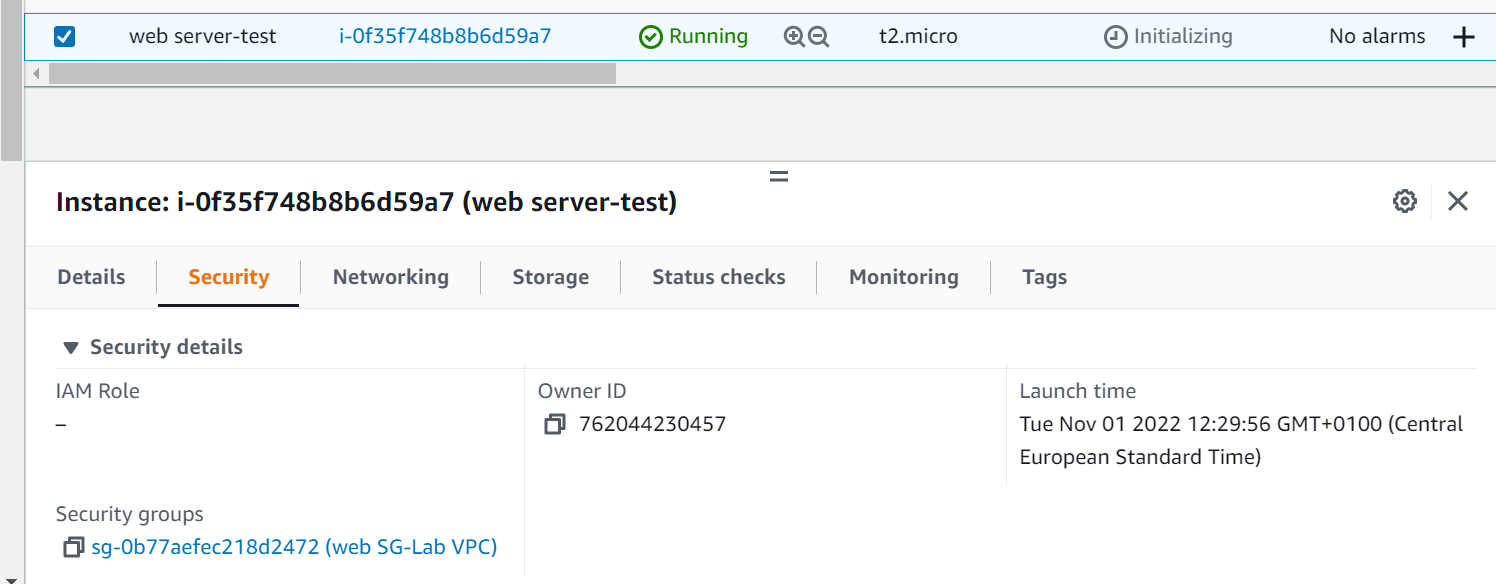 web server-test i-0f35f748b8b6d59a7 Running t2.micro Initializing No alarms
Instance: i-0f35f748b8b6d59a7 (web server-test)
Details Security Networking Storage Status checks Monitoring Tags
Security details
IAM Role Owner ID Launch time
– 762044230457 Tue Nov 01 2022 12:29:56 GMT+0100 (Central
European Standard Time)
Security groups
sg-0b77aefec218d2472 (web SG-Lab VPC)